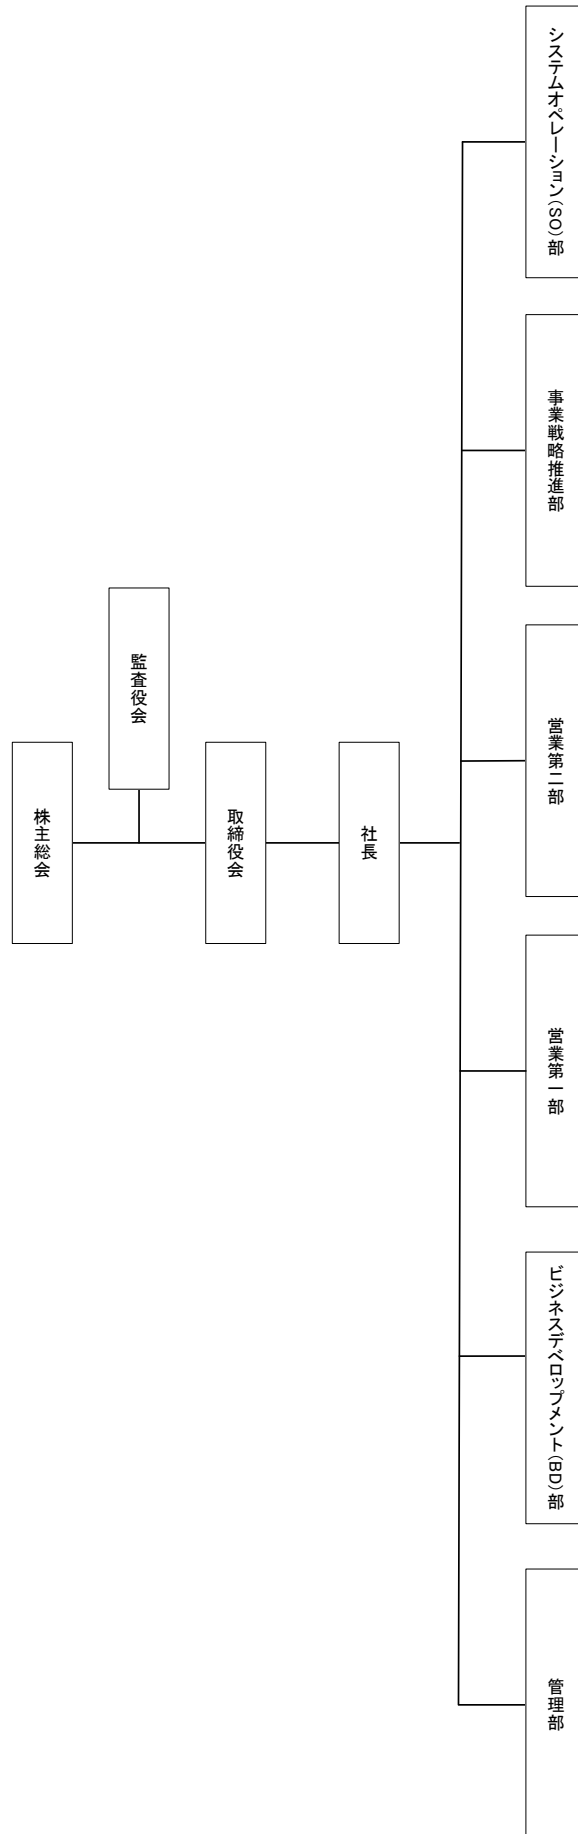 株主総会
監査役会
取締役会
社長
システムオペレーション(SO)部
事業戦略推進部
営業第二部
営業第一部
ビジネスデベロップメント(BD)部
管理部